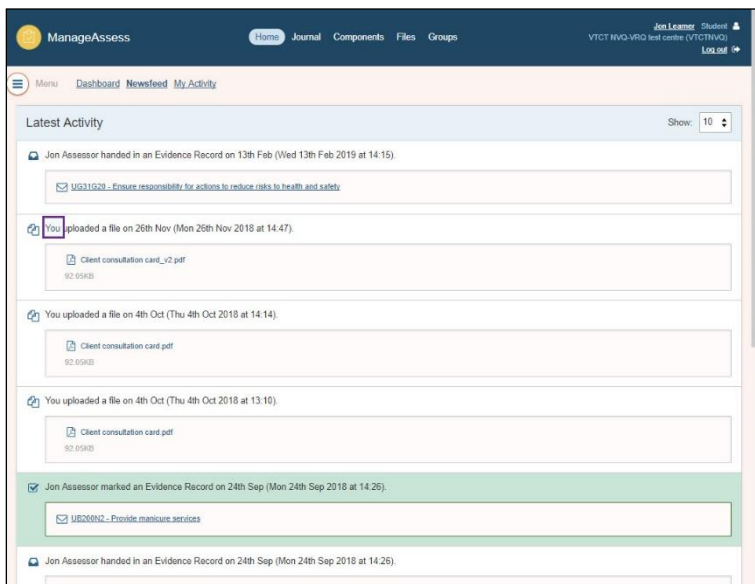 ManageAssess
Home Journal Components Files Groups
Jon Learner Student
VTCT NVQ-VRQ test centre (VTCTNVQ)
Log out
Menu Dashboard Newsfeed My Activity
Latest Activity
Show: 10
Jon Assessor handed in an Evidence Record on 13th Feb (Wed 13th Feb 2019 at 14:15).
UG31G20 - Ensure responsibility for actions to reduce risks to health and safety
You uploaded a file on 26th Nov (Mon 26th Nov 2018 at 14:47).
Client consultation card_v2.pdf
92.05KB
You uploaded a file on 4th Oct (Thu 4th Oct 2018 at 14:14).
Client consultation card.pdf
92.05KB
You uploaded a file on 4th Oct (Thu 4th Oct 2018 at 13:10).
Client consultation card.pdf
92.05KB
Jon Assessor marked an Evidence Record on 24th Sep (Mon 24th Sep 2018 at 14:26).
UB200N2 - Provide manicure services
Jon Assessor handed in an Evidence Record on 24th Sep (Mon 24th Sep 2018 at 14:26).